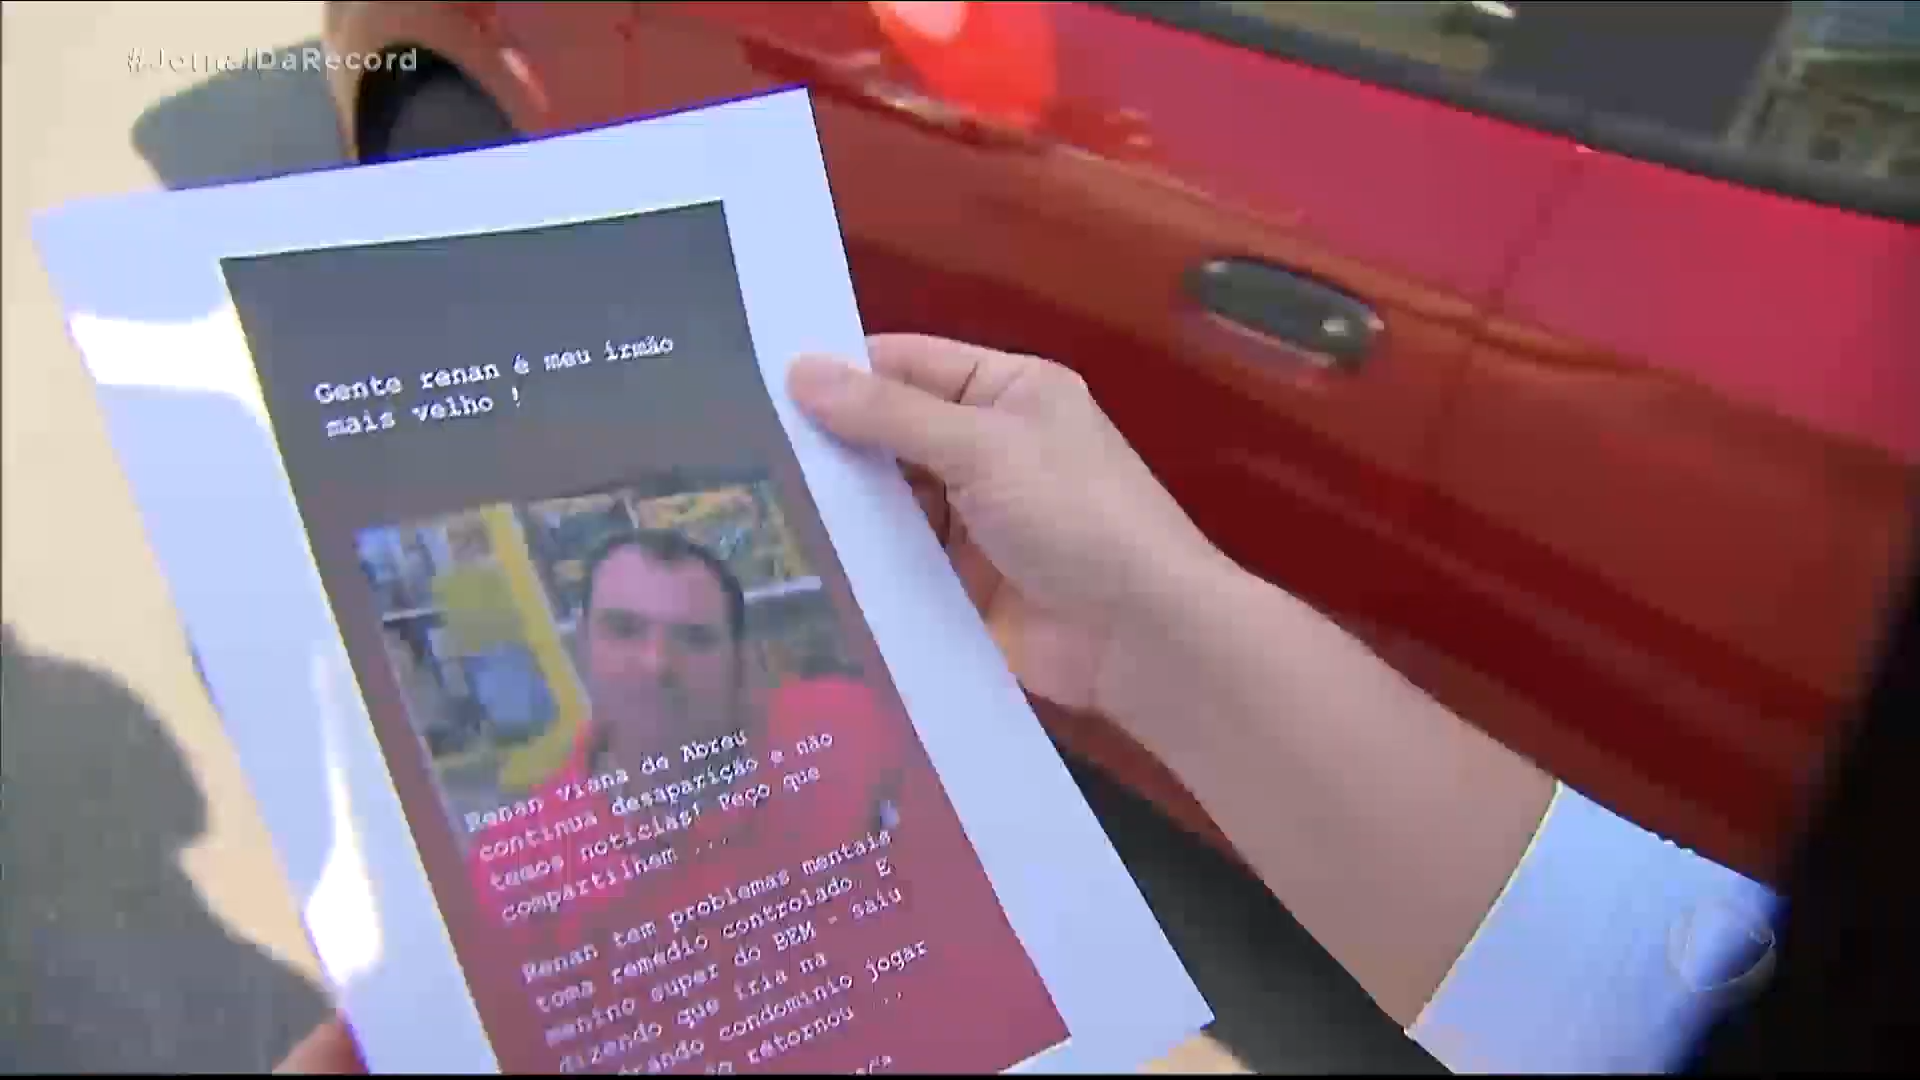 #JornalDaRecord
Gente renan é meu irmão
mais velho !
Renan Viana de Abreu
continua desaparição e não
temos notícias! Peço que
compartilhem ...
Renan tem problemas mentais
toma remédio controlado. E
menino super do BEM - saiu
dizendo que iria na
condomínio jogar
retornou ...